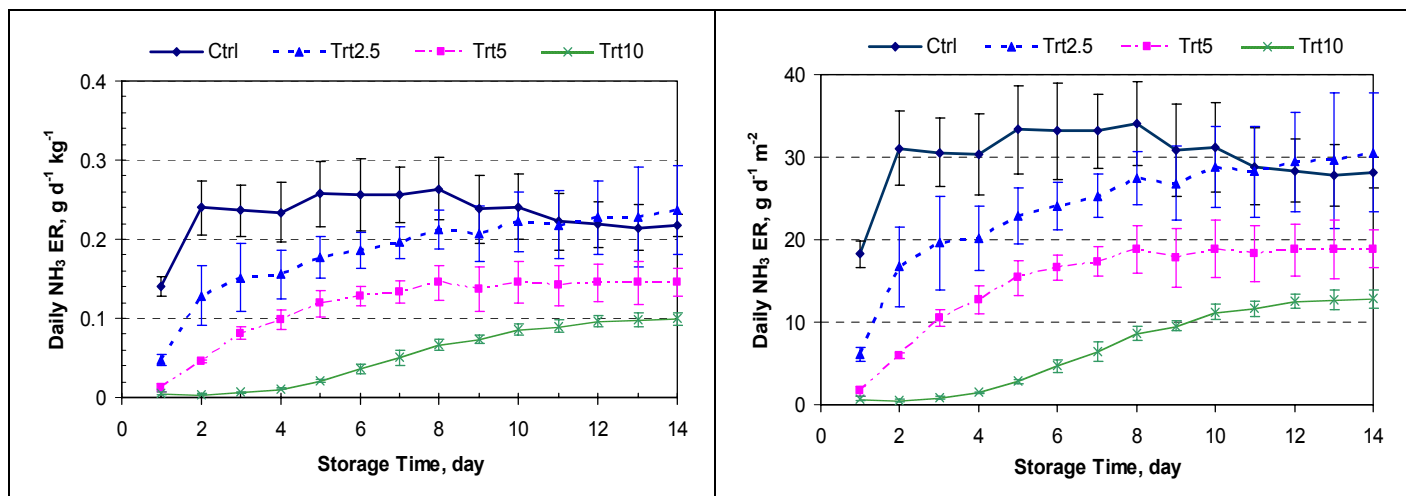 Ctrl Trt2.5 Trt5 Trt10
Daily NH₃ ER, g d⁻¹ kg⁻¹
0.4
0.3
0.2
0.1
0
0 2 4 6 8 10 12 14
Storage Time, day
Ctrl Trt2.5 Trt5 Trt10
Daily NH₃ ER, g d⁻¹ m⁻²
40
30
20
10
0
0 2 4 6 8 10 12 14
Storage Time, day